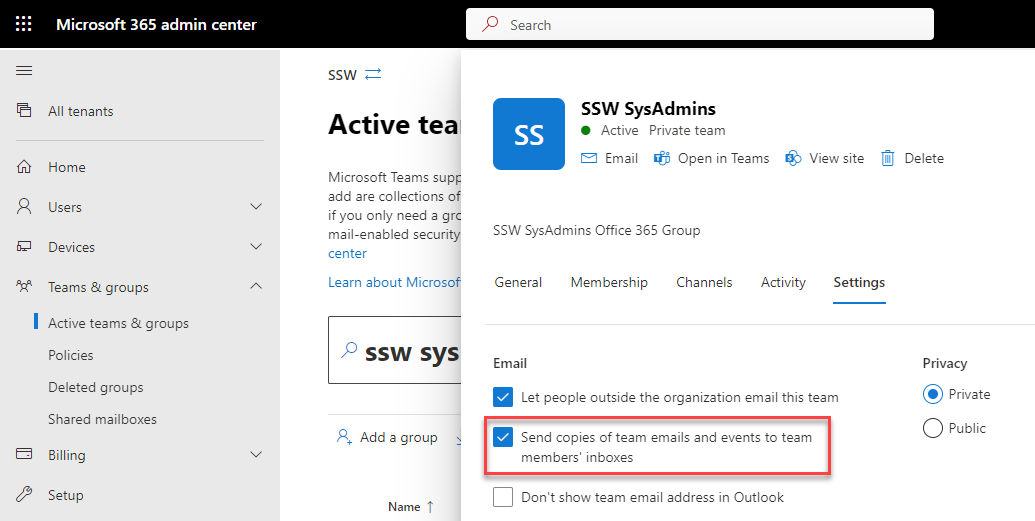 Microsoft 365 admin center
Search
All tenants
Home
Users
Devices
Teams & groups
Active teams & groups
Policies
Deleted groups
Shared mailboxes
Billing
Setup
SSW
Active tea
Microsoft Teams supp
add are collections of
if you only need a gro
mail-enabled security
center
Learn about Microsof
ssw sys
Add a group
Name ↑
SS
SSW SysAdmins
Active Private team
Email Open in Teams View site Delete
SSW SysAdmins Office 365 Group
General Membership Channels Activity Settings
Email
Let people outside the organization email this team
Send copies of team emails and events to team
members' inboxes
Don't show team email address in Outlook
Privacy
Private
Public